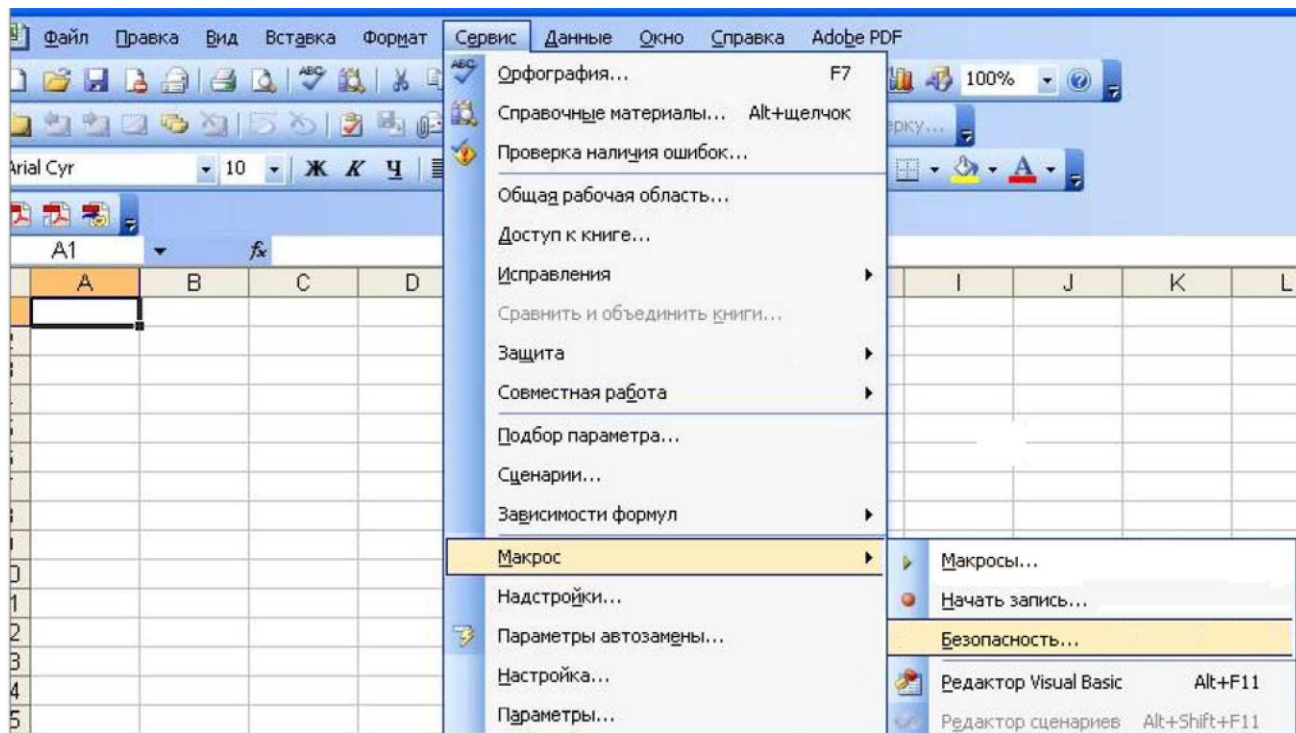 Файл Правка Вид Вставка Формат Сервис Данные Окно Справка Adobe PDF
100%
Arial Cyr 10 Ж К Ч
A1 fx
A B C D I J K L
Орфография... F7
Справочные материалы... Alt+щелчок
Проверка наличия ошибок...
Общая рабочая область...
Доступ к книге...
Исправления
Сравнить и объединить книги...
Защита
Совместная работа
Подбор параметра...
Сценарии...
Зависимости формул
Макрос
Надстройки...
Параметры автозамены...
Настройка...
Параметры...
Макросы...
Начать запись...
Безопасность...
Редактор Visual Basic Alt+F11
Редактор сценариев Alt+Shift+F11